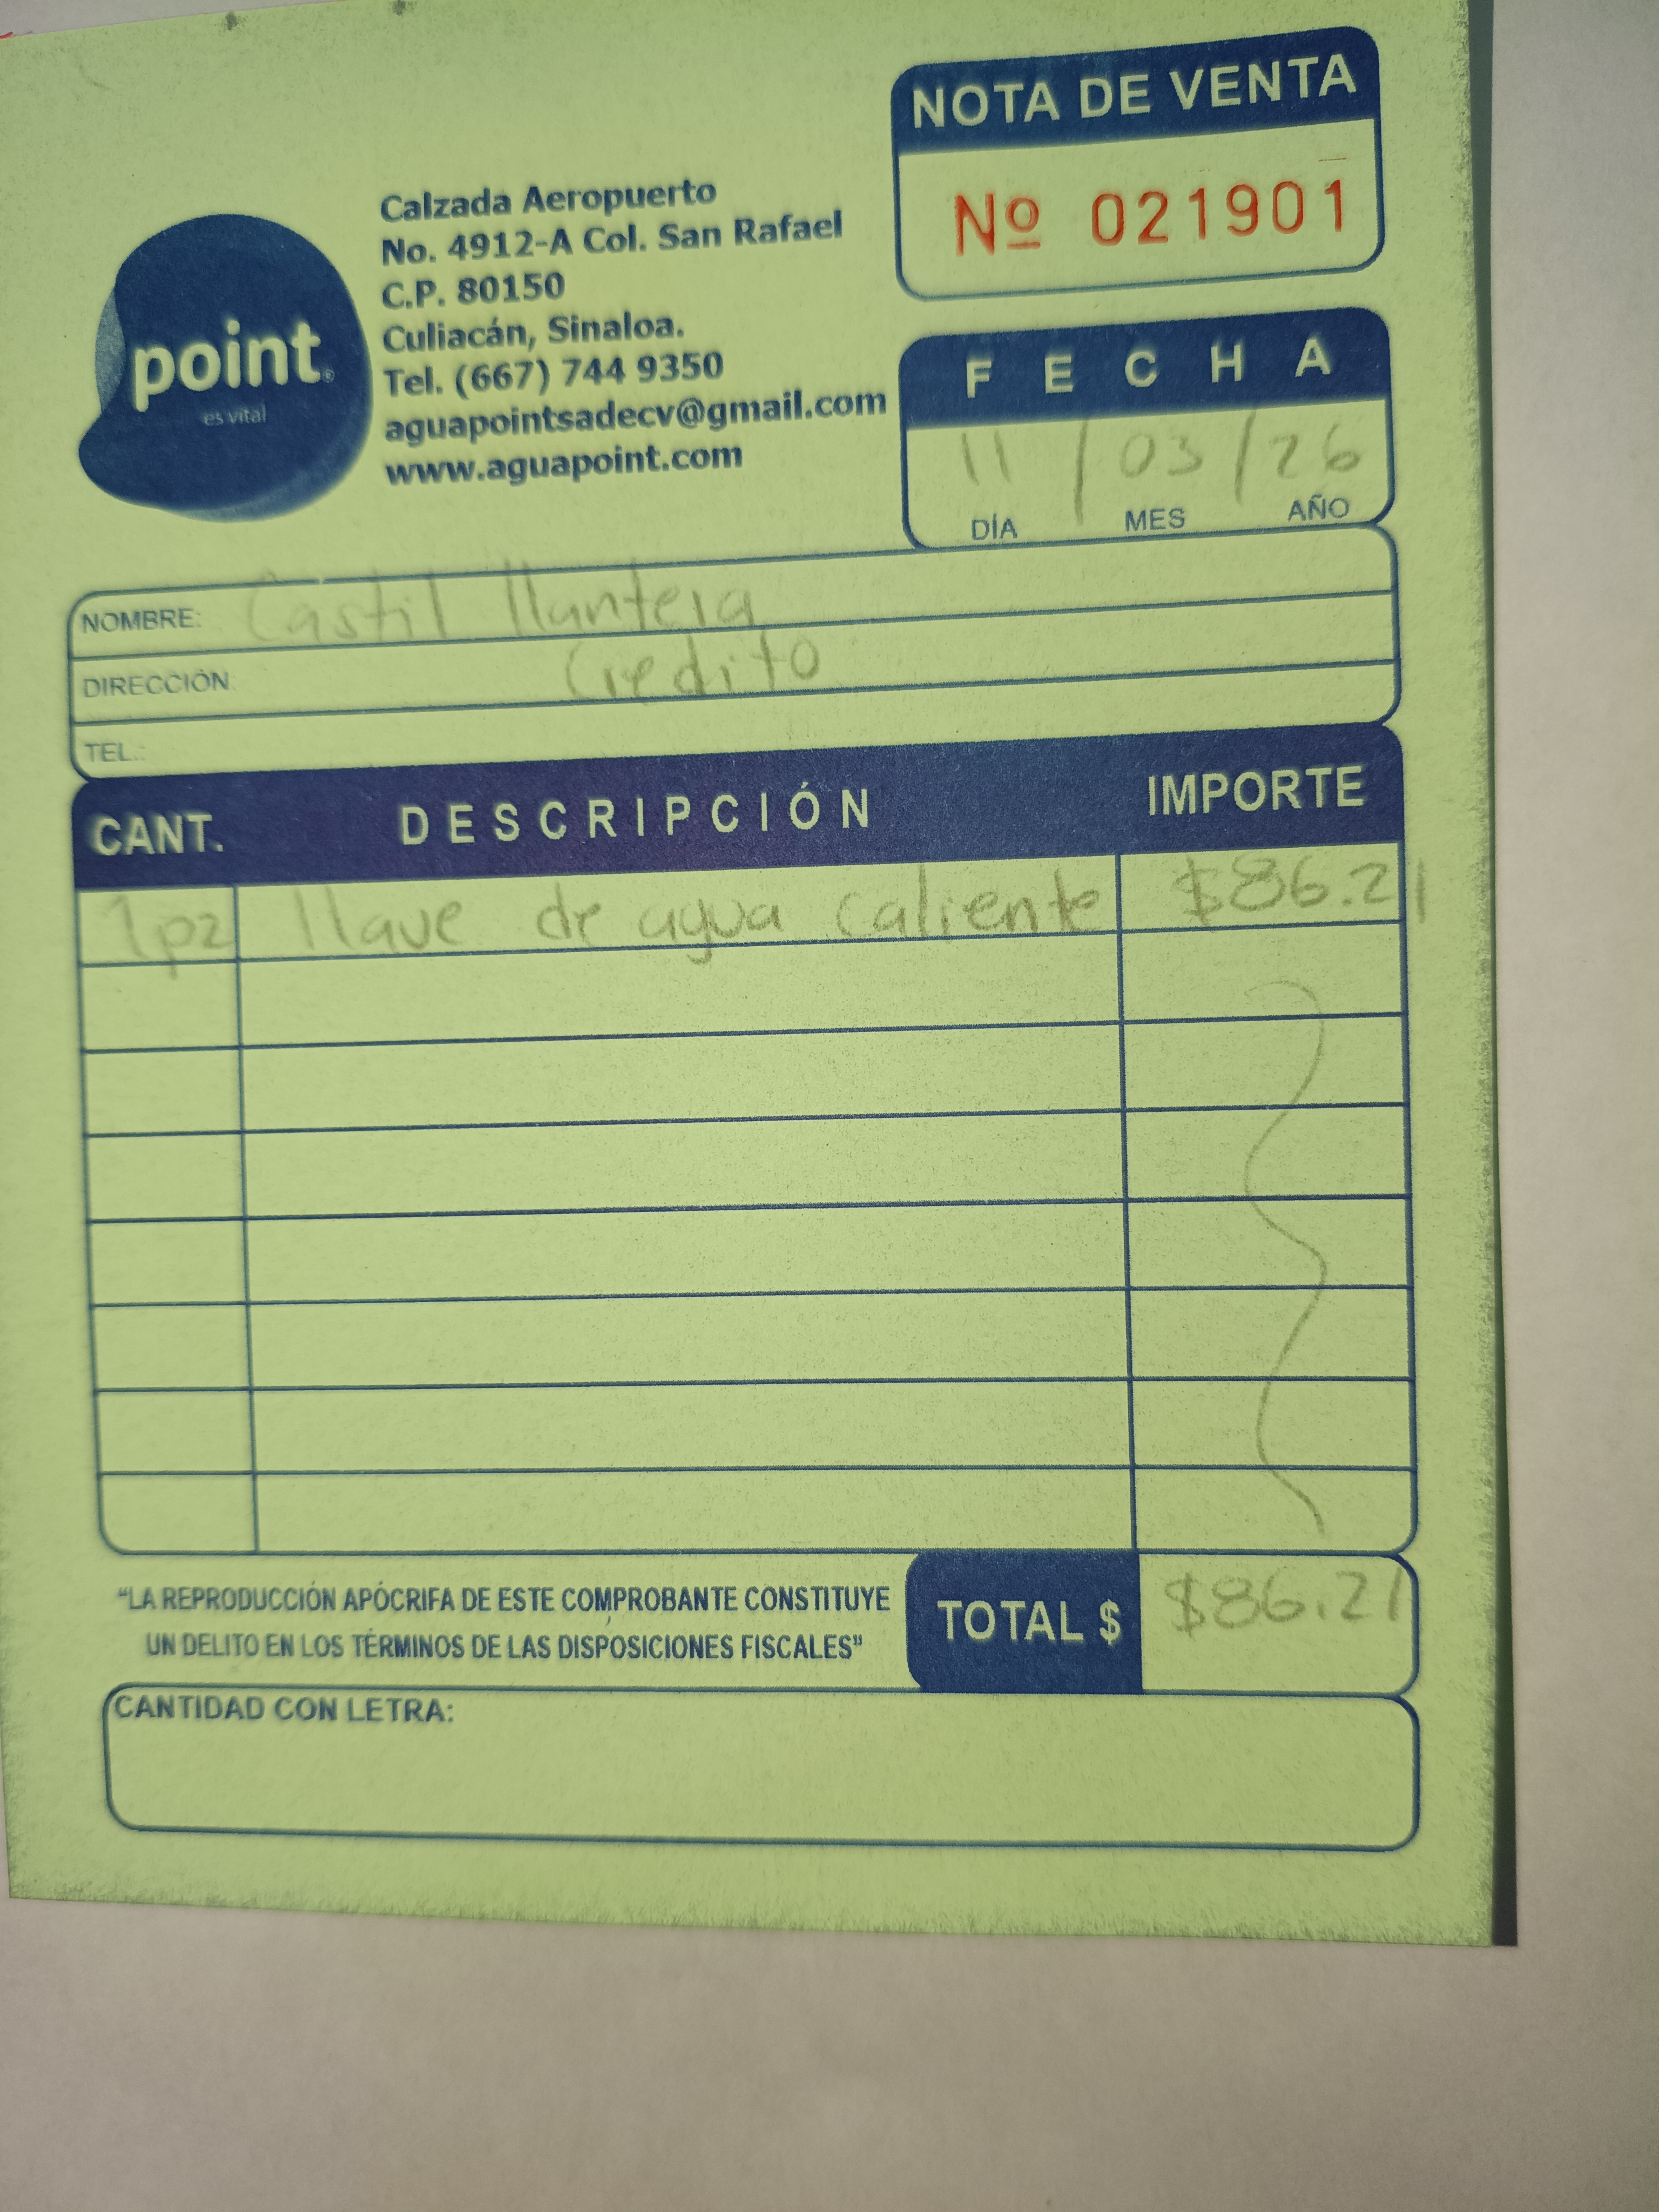 NOTA DE VENTA
Nº 021901
point®
es vital
Calzada Aeropuerto
No. 4912-A Col. San Rafael
C.P. 80150
Culiacán, Sinaloa.
Tel. (667) 744 9350
aguapointsadecv@gmail.com
www.aguapoint.com
FECHA
11 / 03 / 26
DÍA MES AÑO
NOMBRE: Castil llantera
DIRECCIÓN: Credito
TEL.:
CANT. DESCRIPCIÓN IMPORTE
1pz llave de agua caliente $86.21
"LA REPRODUCCIÓN APÓCRIFA DE ESTE COMPROBANTE CONSTITUYE
UN DELITO EN LOS TÉRMINOS DE LAS DISPOSICIONES FISCALES"
TOTAL $ $86.21
CANTIDAD CON LETRA: